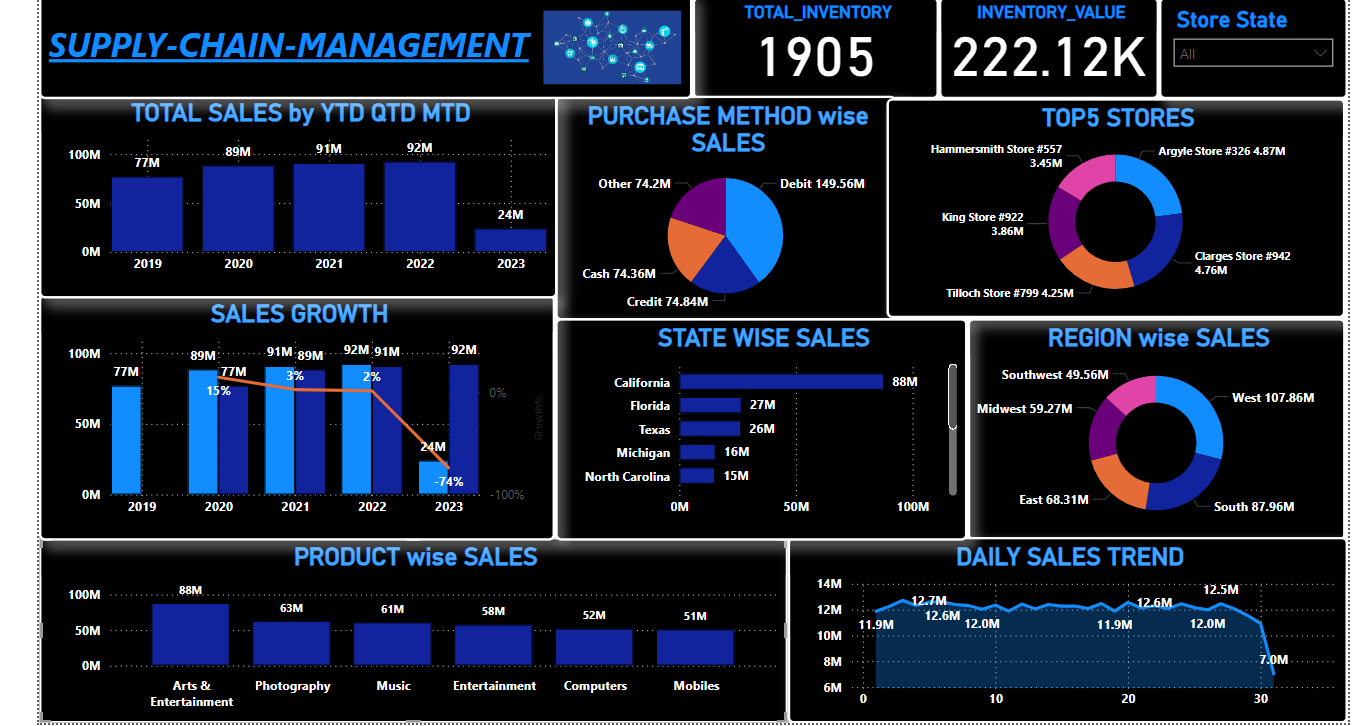 SUPPLY-CHAIN-MANAGEMENT
TOTAL_INVENTORY
1905
INVENTORY_VALUE
222.12K
Store State
All
TOTAL SALES by YTD QTD MTD
100M
50M
0M
77M
89M
91M
92M
24M
2019
2020
2021
2022
2023
PURCHASE METHOD wise
SALES
Other 74.2M
Debit 149.56M
Cash 74.36M
Credit 74.84M
TOP5 STORES
Hammersmith Store #557
3.45M
Argyle Store #326 4.87M
King Store #922
3.86M
Clarges Store #942
4.76M
Tilloch Store #799 4.25M
SALES GROWTH
100M
50M
0M
77M
89M
77M
91M
89M
92M
91M
24M
92M
15%
3%
2%
-74%
0%
-100%
Growth%
2019
2020
2021
2022
2023
STATE WISE SALES
California
88M
Florida
27M
Texas
26M
Michigan
16M
North Carolina
15M
0M
50M
100M
REGION wise SALES
Southwest 49.56M
West 107.86M
Midwest 59.27M
East 68.31M
South 87.96M
PRODUCT wise SALES
100M
50M
0M
88M
63M
61M
58M
52M
51M
Arts &
Entertainment
Photography
Music
Entertainment
Computers
Mobiles
DAILY SALES TREND
14M
12M
10M
8M
6M
11.9M
12.7M
12.6M
12.0M
11.9M
12.6M
12.0M
12.5M
7.0M
0
10
20
30